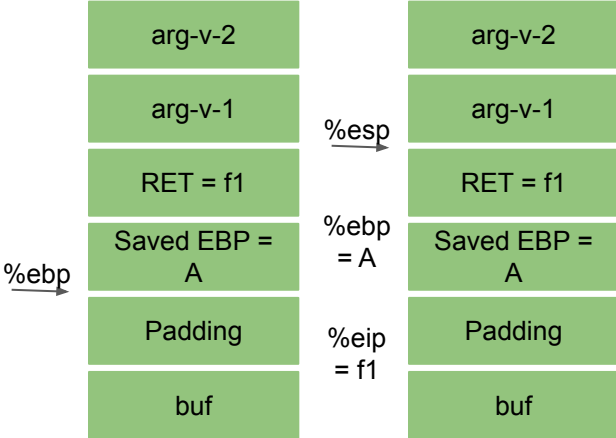 arg-v-2
arg-v-1
RET = f1
Saved EBP =
A
%ebp
Padding
buf
%esp
%ebp
= A
%eip
= f1
arg-v-2
arg-v-1
RET = f1
Saved EBP =
A
Padding
buf